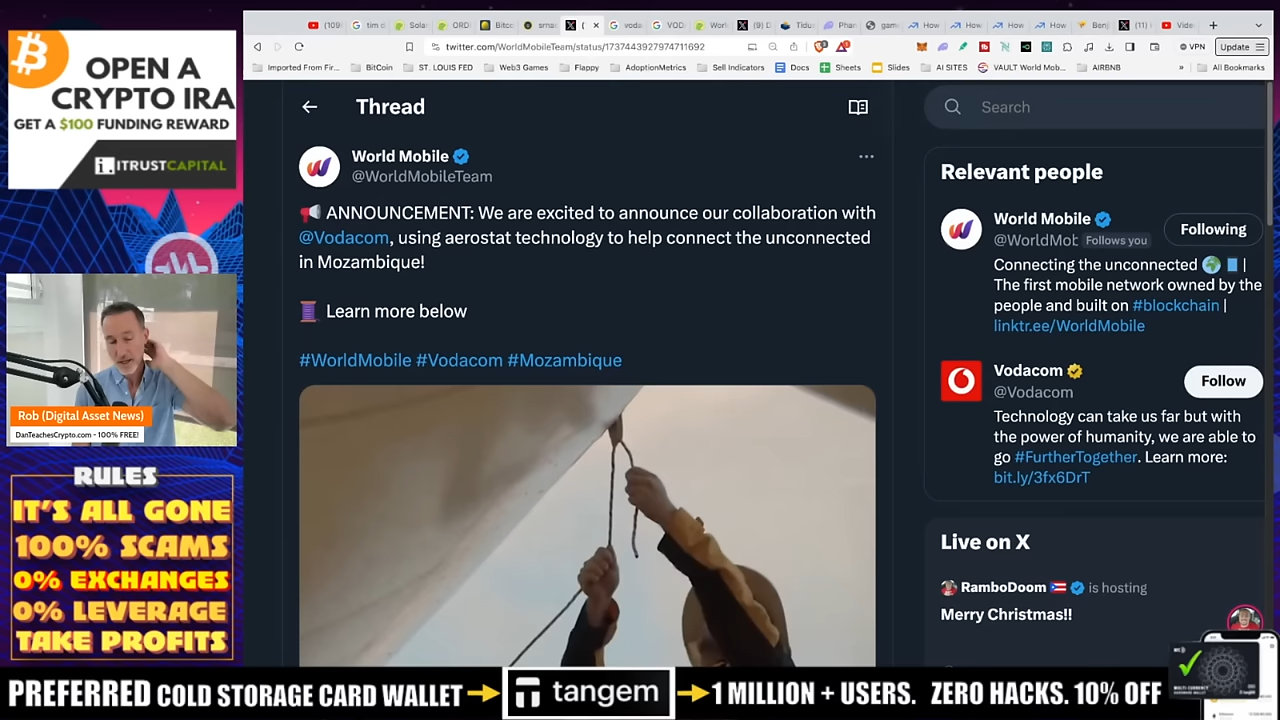 OPEN A
CRYPTO IRA
GET A $100 FUNDING REWARD
i. iTRUSTCAPITAL
Rob (Digital Asset News)
DanTeachesCrypto.com - 100% FREE!
RULES
IT'S ALL GONE
100% SCAMS
0% EXCHANGES
0% LEVERAGE
TAKE PROFITS
twitter.com/WorldMobileTeam/status/1737443927974711692
VPN
Update
Imported From Fir...
BitCoin
ST. LOUIS FED
Web3 Games
Flappy
AdoptionMetrics
Sell Indicators
Docs
Sheets
Slides
AI SITES
VAULT World Mob...
AIRBNB
»
All Bookmarks
Thread
World Mobile
@WorldMobileTeam
ANNOUNCEMENT: We are excited to announce our collaboration with
@Vodacom, using aerostat technology to help connect the unconnected
in Mozambique!
Learn more below
#WorldMobile #Vodacom #Mozambique
Search
Relevant people
World Mobile
@WorldMob Follows you
Following
Connecting the unconnected |
The first mobile network owned by the
people and built on #blockchain |
linktr.ee/WorldMobile
Vodacom
@Vodacom
Follow
Technology can take us far but with
the power of humanity, we are able to
go #FurtherTogether. Learn more:
bit.ly/3fx6DrT
Live on X
RamboDoom is hosting
Merry Christmas!!
PREFERRED COLD STORAGE CARD WALLET
tangem
1 MILLION + USERS. ZERO HACKS. 10% OFF